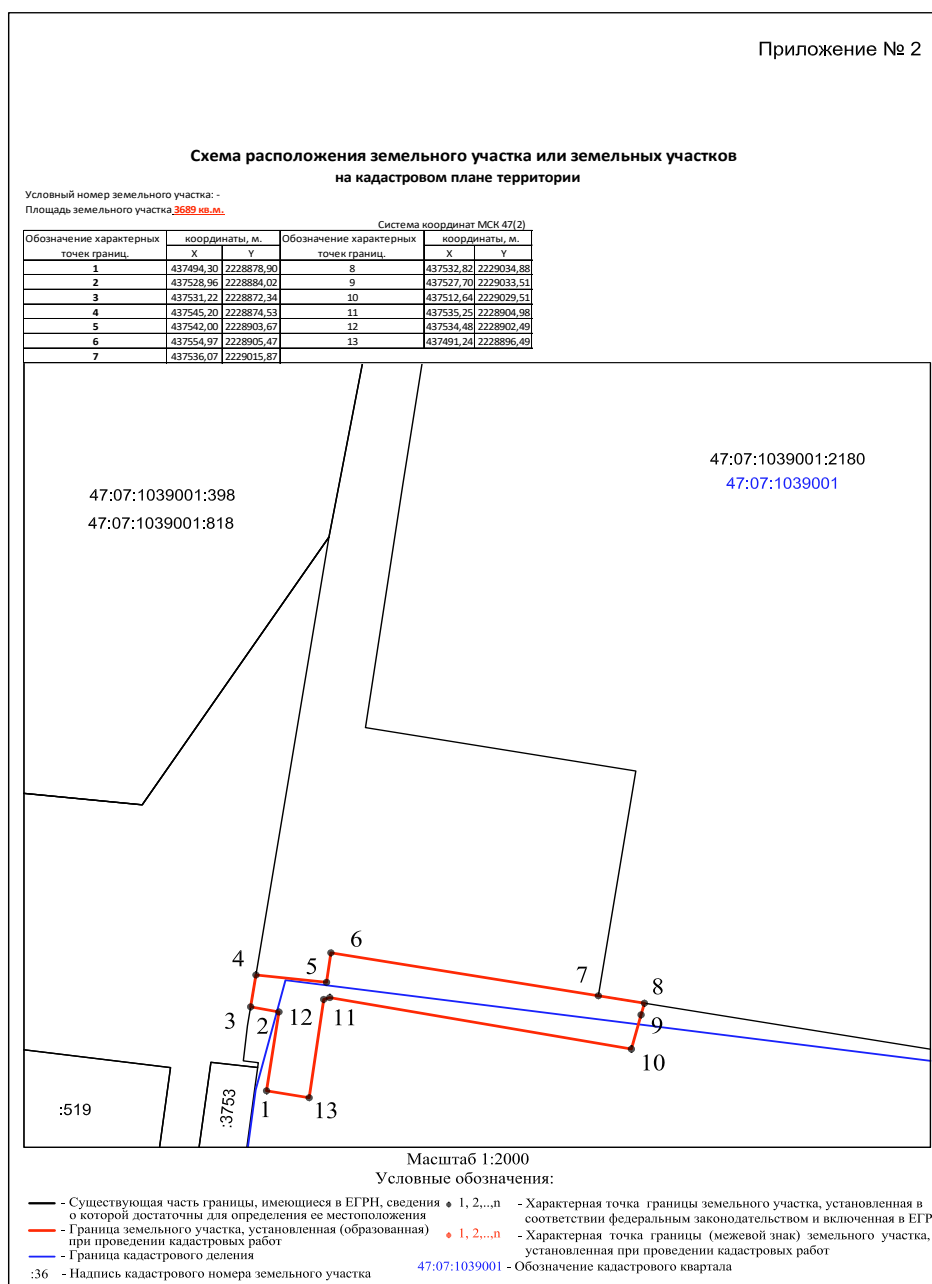 Приложение № 2
Схема расположения земельного участка или земельных участков
на кадастровом плане территории
Условный номер земельного участка: -
Площадь земельного участка 3689 кв.м.
Система координат МСК 47(2)
Обозначение характерных точек границ. координаты, м. Обозначение характерных точек границ. координаты, м.
X Y X Y
1 437494,30 2228878,90 8 437532,82 2229034,88
2 437528,96 2228884,02 9 437527,70 2229033,51
3 437531,22 2228872,34 10 437512,64 2229029,51
4 437545,20 2228874,53 11 437535,25 2228904,98
5 437542,00 2228903,67 12 437534,48 2228902,49
6 437554,97 2228905,47 13 437491,24 2228896,49
7 437536,07 2229015,87
47:07:1039001:2180
47:07:1039001
47:07:1039001:398
47:07:1039001:818
6
4
5
7
8
3
2
12
11
9
10
1
13
:519
:3753
Масштаб 1:2000
Условные обозначения:
- Существующая часть границы, имеющиеся в ЕГРН, сведения
о которой достаточны для определения ее местоположения
- Граница земельного участка, установленная (образованная)
при проведении кадастровых работ
- Граница кадастрового деления
:36 - Надпись кадастрового номера земельного участка
1, 2,..,n - Характерная точка границы земельного участка, установленная в
соответствии федеральным законодательством и включенная в ЕГР
1, 2,...,n - Характерная точка границы (межевой знак) земельного участка,
установленная при проведении кадастровых работ
47:07:1039001 - Обозначение кадастрового квартала